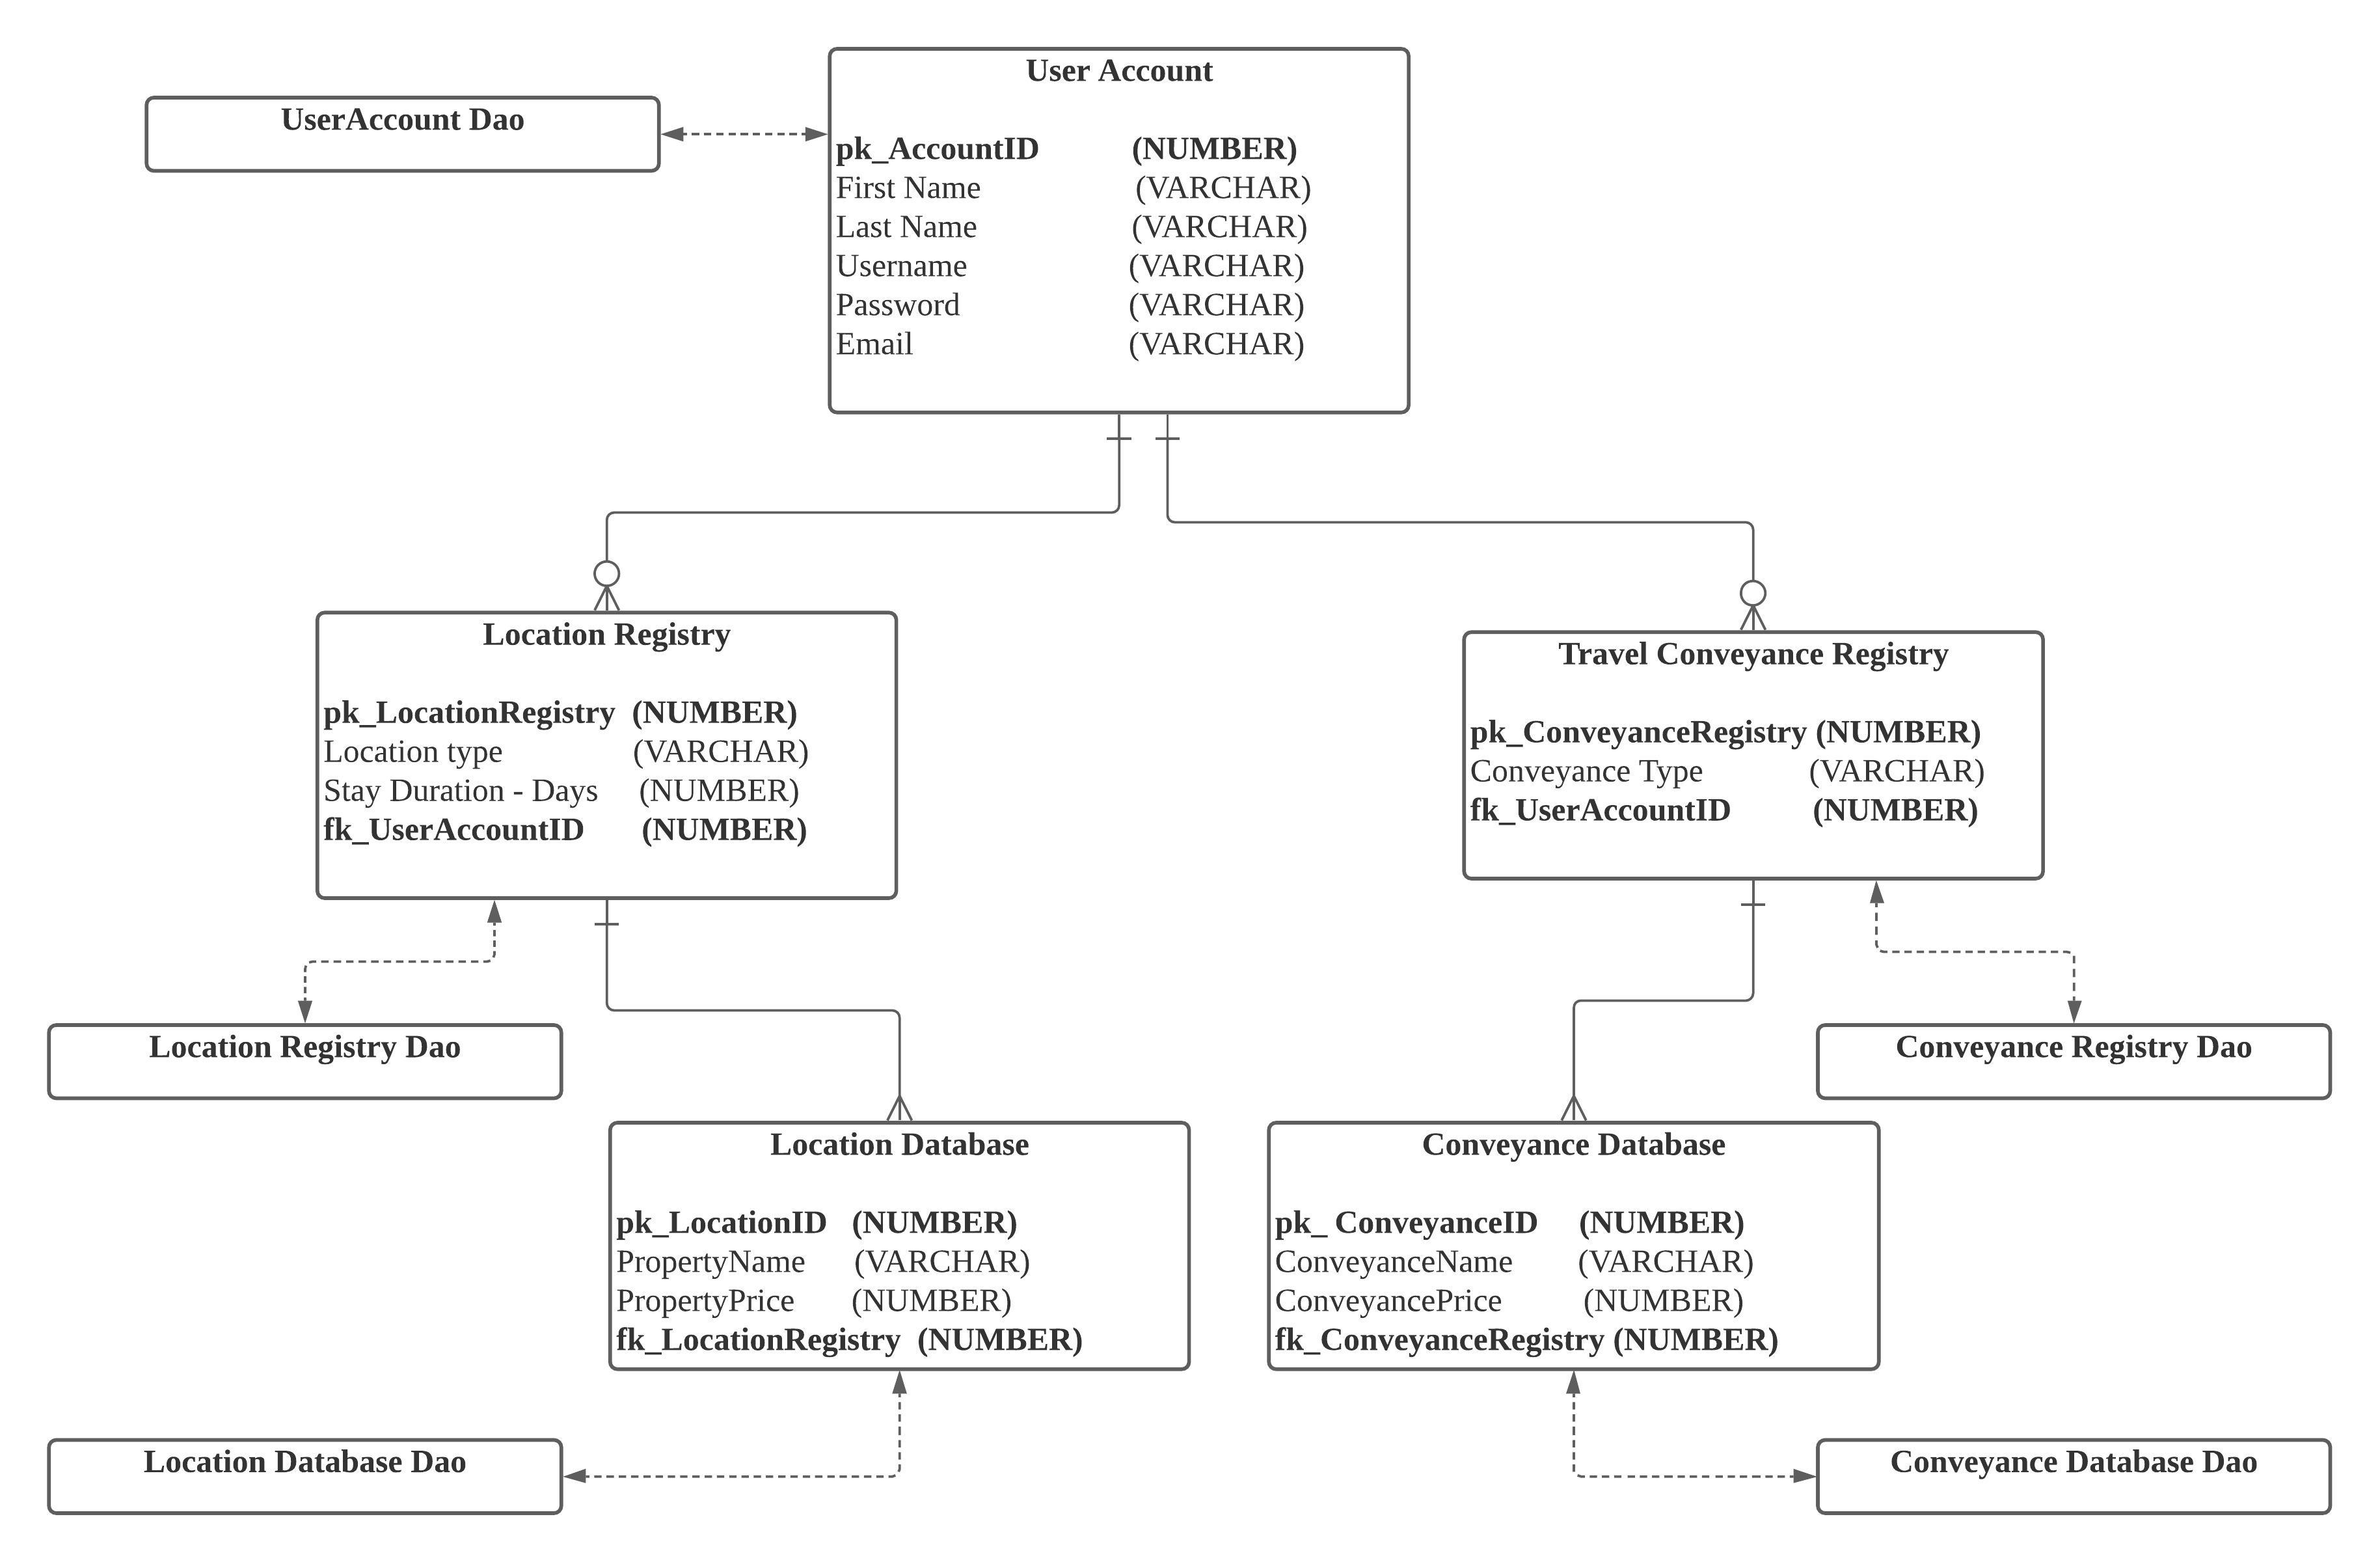 User Account
pk_AccountID (NUMBER)
First Name (VARCHAR)
Last Name (VARCHAR)
Username (VARCHAR)
Password (VARCHAR)
Email (VARCHAR)
UserAccount Dao
Location Registry
pk_LocationRegistry (NUMBER)
Location type (VARCHAR)
Stay Duration - Days (NUMBER)
fk_UserAccountID (NUMBER)
Travel Conveyance Registry
pk_ConveyanceRegistry (NUMBER)
Conveyance Type (VARCHAR)
fk_UserAccountID (NUMBER)
Location Registry Dao
Conveyance Registry Dao
Location Database
pk_LocationID (NUMBER)
PropertyName (VARCHAR)
PropertyPrice (NUMBER)
fk_LocationRegistry (NUMBER)
Conveyance Database
pk_ ConveyanceID (NUMBER)
ConveyanceName (VARCHAR)
ConveyancePrice (NUMBER)
fk_ConveyanceRegistry (NUMBER)
Location Database Dao
Conveyance Database Dao